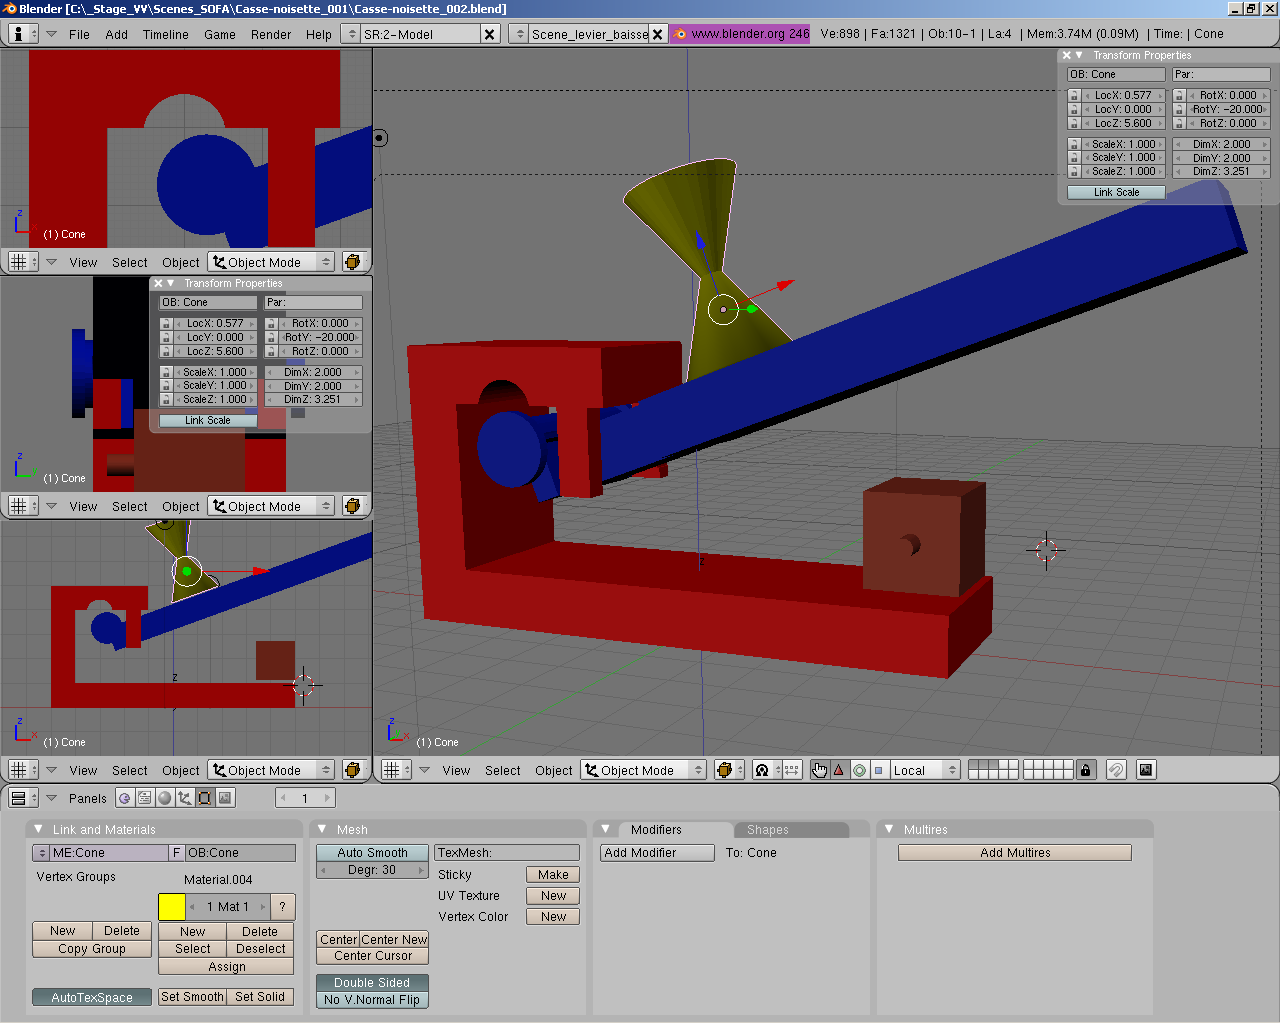 Blender [C:\_Stage_VV\Scenes_SOFA\Casse-noisette_001\Casse-noisette_002.blend]
File Add Timeline Game Render Help SR:2-Model Scene_levier_baisse www.blender.org 246 Ve:898 | Fa:1321 | Ob:10-1 | La:4 | Mem:3.74M (0.09M) | Time: | Cone
Transform Properties
OB: Cone Par:
LocX: 0.577 RotX: 0.000
LocY: 0.000 RotY: -20.000
LocZ: 5.600 RotZ: 0.000
ScaleX: 1.000 DimX: 2.000
ScaleY: 1.000 DimY: 2.000
ScaleZ: 1.000 DimZ: 3.251
Link Scale
z
x
(1) Cone
View Select Object Object Mode
Transform Properties
OB: Cone Par:
LocX: 0.577 RotX: 0.000
LocY: 0.000 RotY: -20.000
LocZ: 5.600 RotZ: 0.000
ScaleX: 1.000 DimX: 2.000
ScaleY: 1.000 DimY: 2.000
ScaleZ: 1.000 DimZ: 3.251
Link Scale
z
y
(1) Cone
View Select Object Object Mode
z
z
x
(1) Cone
View Select Object Object Mode
z
z
x
(1) Cone
View Select Object Object Mode Local
Panels 1
Link and Materials
ME:Cone F OB:Cone
Vertex Groups
Material.004
1 Mat 1 ?
New Delete New Delete
Copy Group Select Deselect
Assign
AutoTexSpace Set Smooth Set Solid
Mesh
Auto Smooth TexMesh:
Degr: 30 Sticky Make
UV Texture New
Vertex Color New
Center Center New
Center Cursor
Double Sided
No V.Normal Flip
Modifiers Shapes
Add Modifier To: Cone
Multires
Add Multires